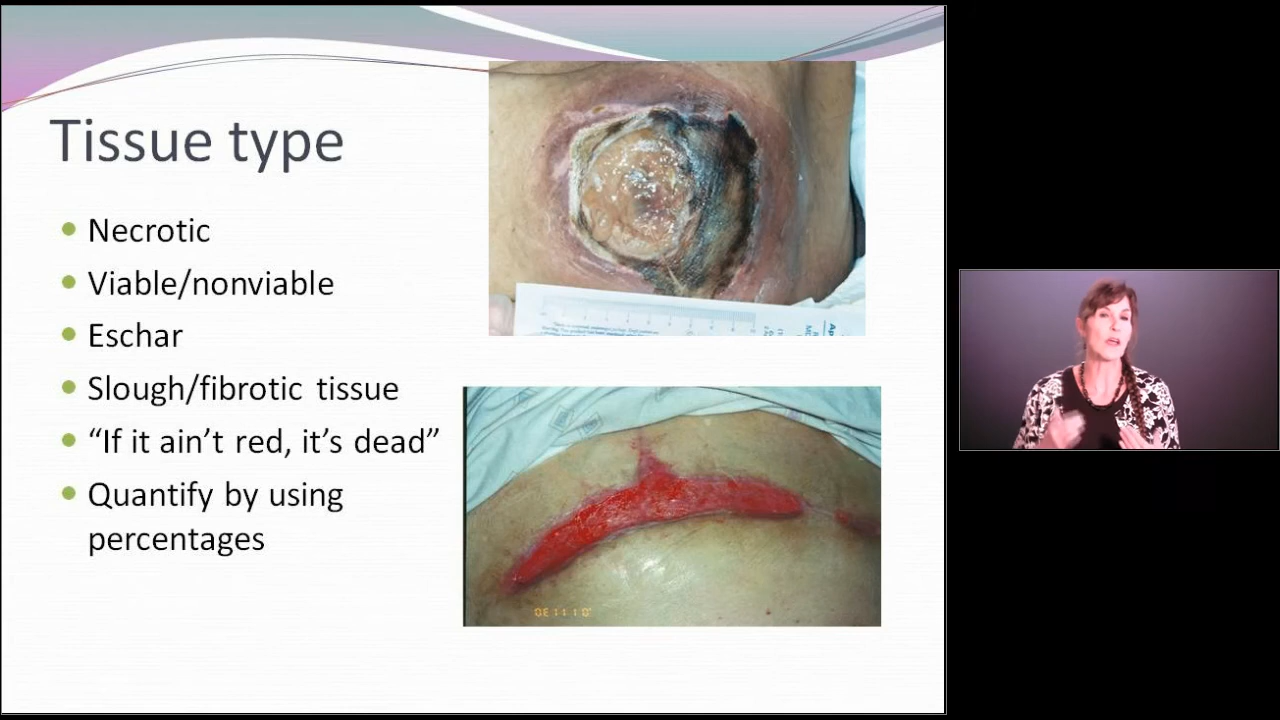 Tissue type
Necrotic
Viable/nonviable
Eschar
Slough/fibrotic tissue
“If it ain’t red, it’s dead”
Quantify by using
percentages